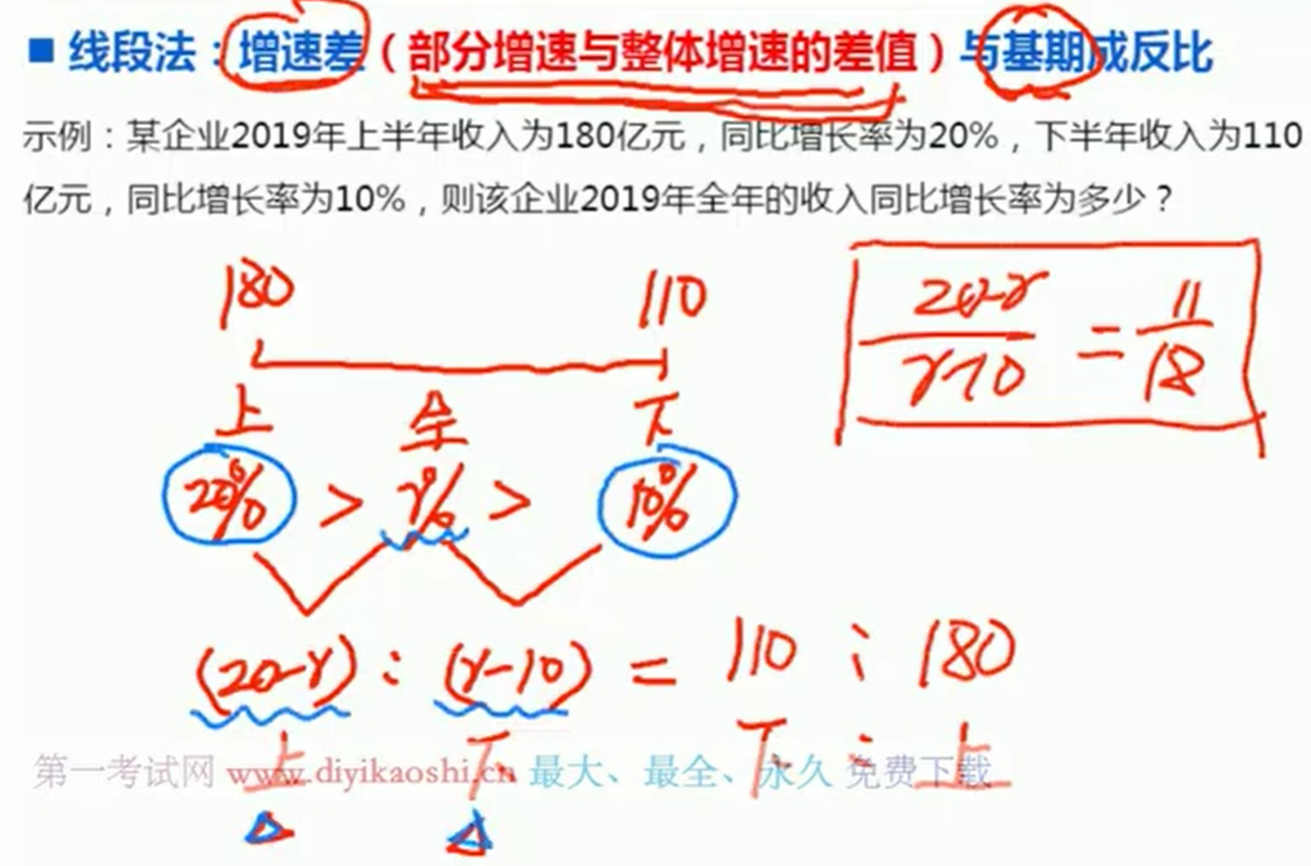 ■ 线段法：增速差（部分增速与整体增速的差值）与基期成反比
示例：某企业2019年上半年收入为180亿元，同比增长率为20%，下半年收入为110
亿元，同比增长率为10%，则该企业2019年全年的收入同比增长率为多少？
180 110
20-r
r-10
=
11
18
上 全 下
20% > r% > 10%
(20-r) : (r-10) = 110 : 180
上 下 下 : 上
第一考试网 www.diyikaoshi.cn 最大、最全、永久 免费下载